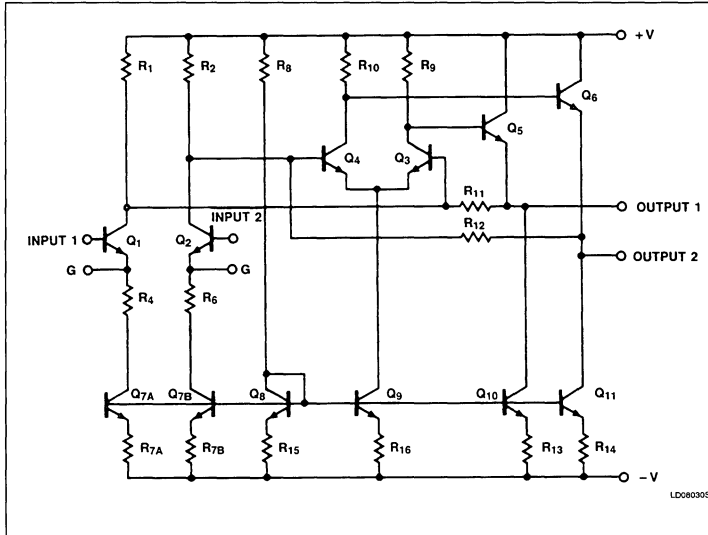 +V
R1 R2 R8 R10 R9
Q6
Q4 Q3 Q5
R11
OUTPUT 1
INPUT 2
R12
INPUT 1 Q1 Q2
OUTPUT 2
G G
R4 R6
Q7A Q7B Q8 Q9 Q10 Q11
R7A R7B R15 R16 R13 R14
−V
LD08030S